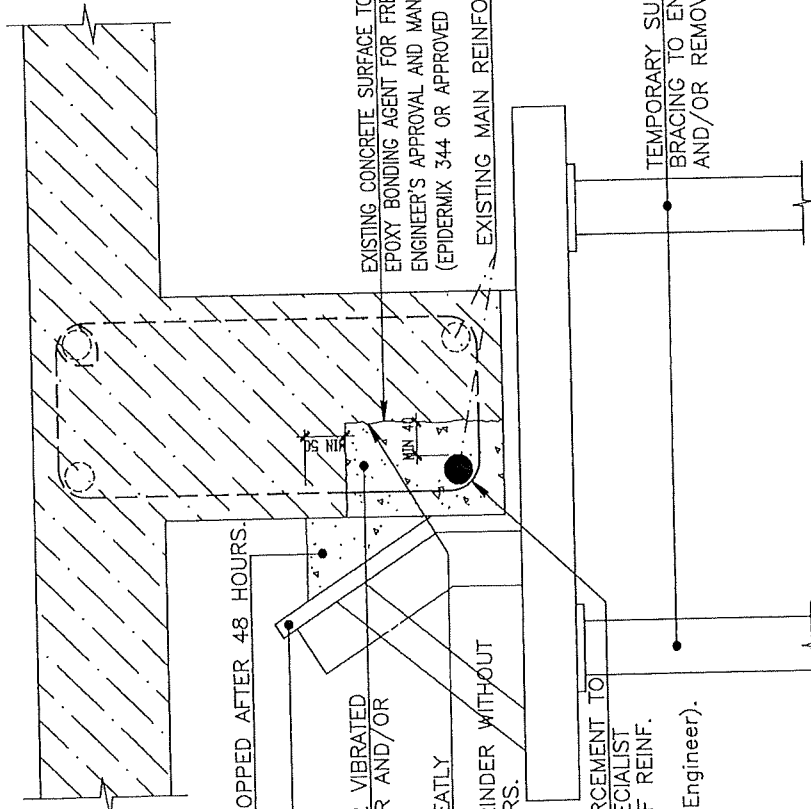 EXISTING CONCRETE SURFACE TO
EPOXY BONDING AGENT FOR FRE
ENGINEER'S APPROVAL AND MAN
(EPIDERMIX 344 OR APPROVED
EXISTING MAIN REINFO
TEMPORARY SU
BRACING TO EN
AND/OR REMOV
OPPED AFTER 48 HOURS.
MIN 50
MIN 40
VIBRATED
R AND/OR
EATLY
INDER WITHOUT
RS.
RCEMENT TO
ECIALIST
F REINF.
Engineer).